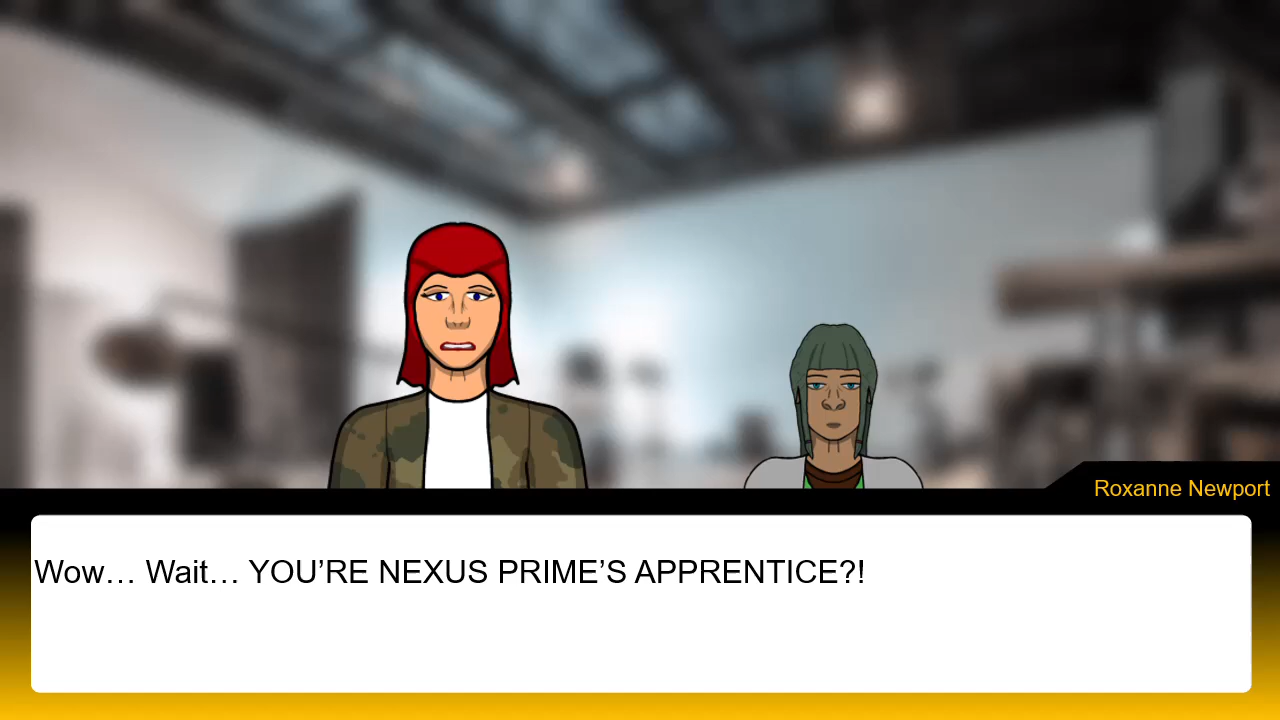 Roxanne Newport
Wow… Wait… YOU’RE NEXUS PRIME’S APPRENTICE?!